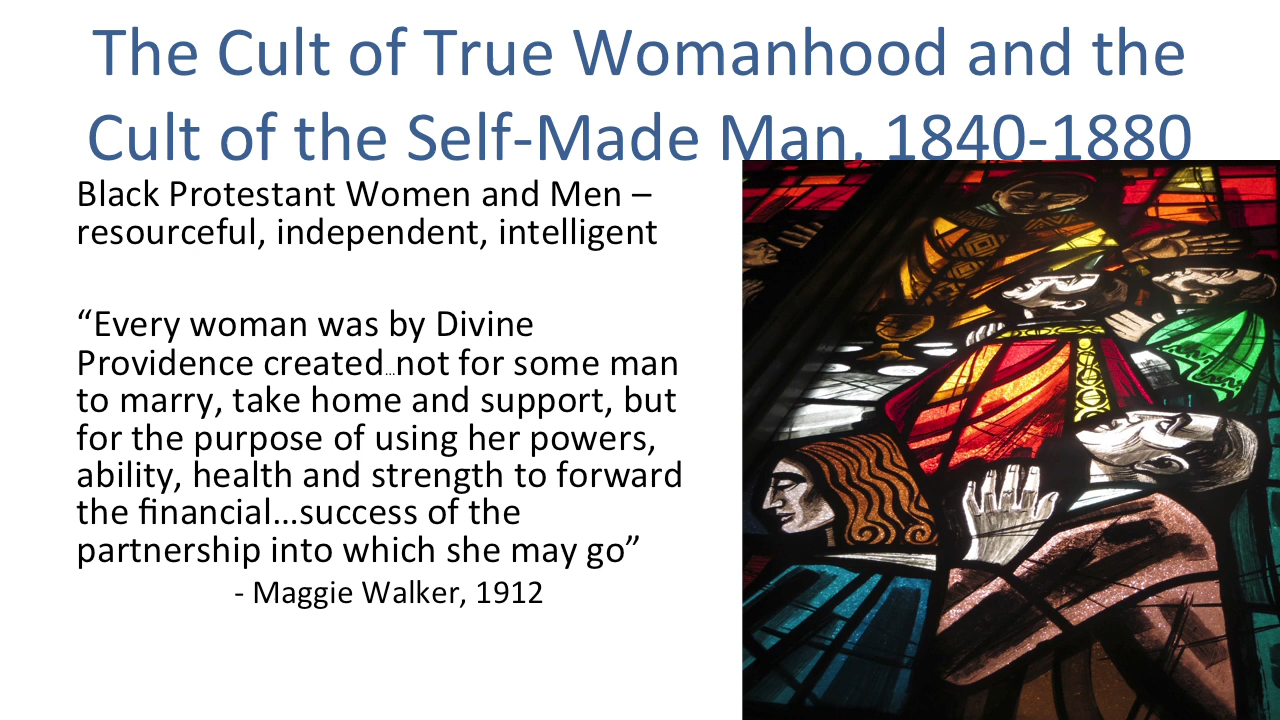 The Cult of True Womanhood and the
Cult of the Self-Made Man, 1840-1880
Black Protestant Women and Men –
resourceful, independent, intelligent
“Every woman was by Divine
Providence created…not for some man
to marry, take home and support, but
for the purpose of using her powers,
ability, health and strength to forward
the financial…success of the
partnership into which she may go”
- Maggie Walker, 1912